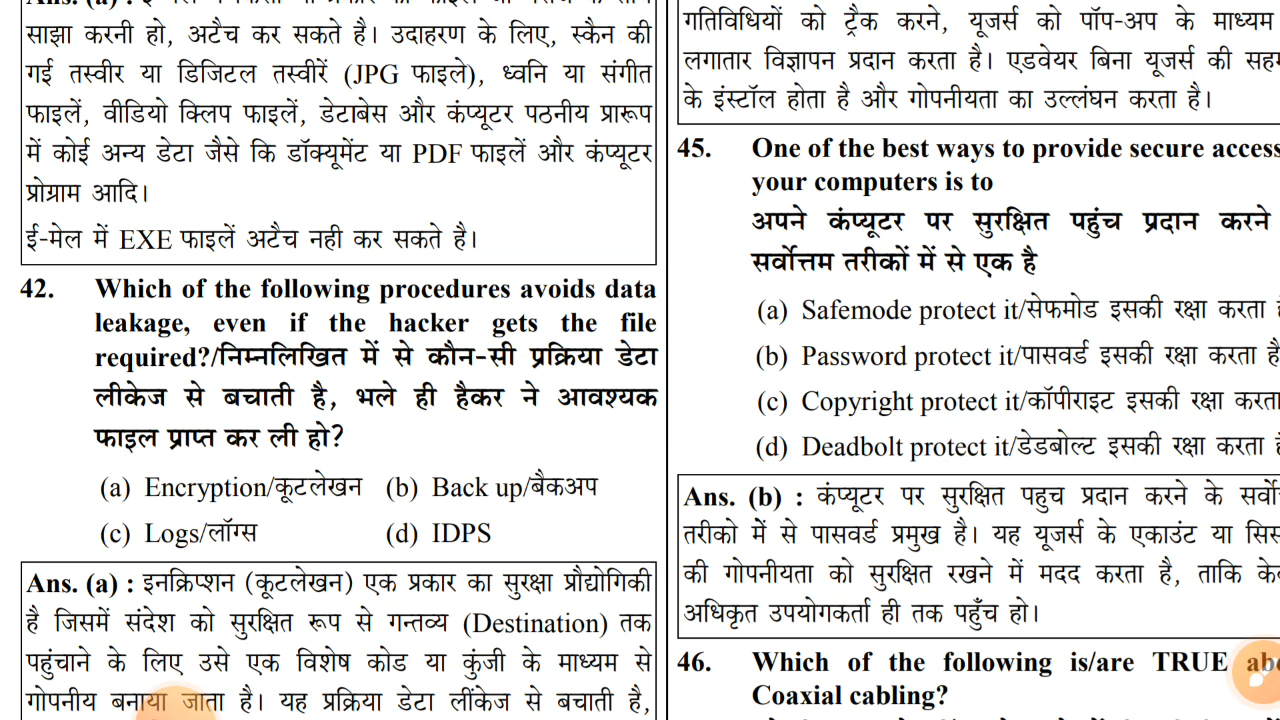 साझा करनी हो, अटैच कर सकते है। उदाहरण के लिए, स्कैन की
गई तस्वीर या डिजिटल तस्वीरें (JPG फाइले), ध्वनि या संगीत
फाइलें, वीडियो क्लिप फाइलें, डेटाबेस और कंप्यूटर पठनीय प्रारूप
में कोई अन्य डेटा जैसे कि डॉक्यूमेंट या PDF फाइलें और कंप्यूटर
प्रोग्राम आदि।
ई-मेल में EXE फाइलें अटैच नही कर सकते है।
42. Which of the following procedures avoids data
leakage, even if the hacker gets the file
required?/निम्नलिखित में से कौन-सी प्रक्रिया डेटा
लीकेज से बचाती है, भले ही हैकर ने आवश्यक
फाइल प्राप्त कर ली हो?
(a) Encryption/कूटलेखन (b) Back up/बैकअप
(c) Logs/लॉग्स (d) IDPS
Ans. (a) : इनक्रिप्शन (कूटलेखन) एक प्रकार का सुरक्षा प्रौद्योगिकी
है जिसमें संदेश को सुरक्षित रूप से गन्तव्य (Destination) तक
पहुंचाने के लिए उसे एक विशेष कोड या कुंजी के माध्यम से
गोपनीय बनाया जाता है। यह प्रक्रिया डेटा लींकेज से बचाती है,
गतिविधियों को ट्रैक करने, यूजर्स को पॉप-अप के माध्यम
लगातार विज्ञापन प्रदान करता है। एडवेयर बिना यूजर्स की
के इंस्टॉल होता है और गोपनीयता का उल्लंघन करता है।
45. One of the best ways to provide secure access
your computers is to
अपने कंप्यूटर पर सुरक्षित पहुंच प्रदान करने
सर्वोत्तम तरीकों में से एक है
(a) Safemode protect it/सेफमोड इसकी रक्षा करता
(b) Password protect it/पासवर्ड इसकी रक्षा करता है
(c) Copyright protect it/कॉपीराइट इसकी रक्षा करता
(d) Deadbolt protect it/डेडबोल्ट इसकी रक्षा करता
Ans. (b) : कंप्यूटर पर सुरक्षित पहुच प्रदान करने के
तरीको में से पासवर्ड प्रमुख है। यह यूजर्स के एकाउंट या
की गोपनीयता को सुरक्षित रखने में मदद करता है, ताकि
अधिकृत उपयोगकर्ता ही तक पहुँच हो।
46. Which of the following is/are TRUE
Coaxial cabling?